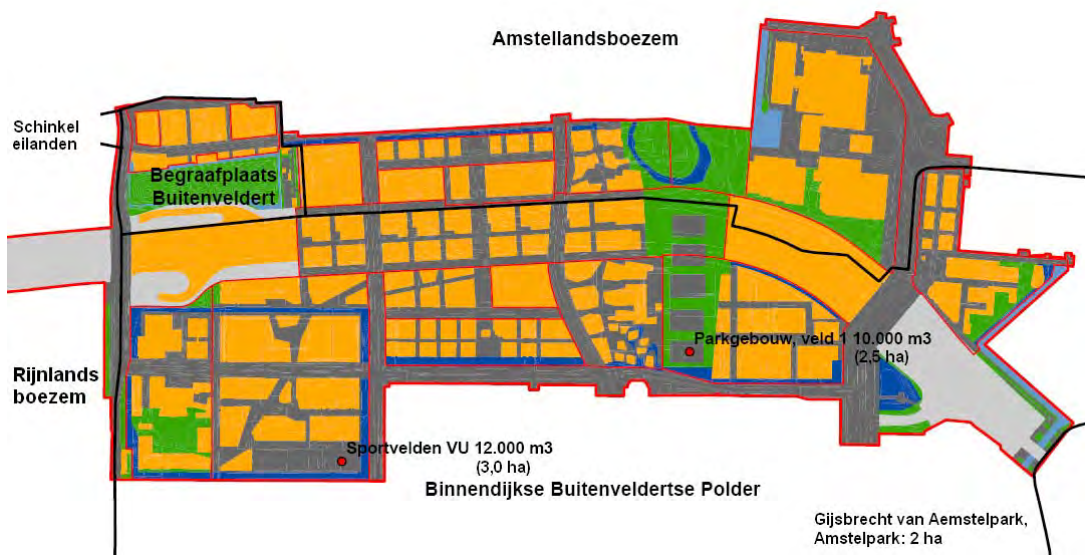 Amstellandsboezem
Schinkel
eilanden
Begraafplaats
Buitenveldert
Parkgebouw, veld 1 10.000 m3
(2,5 ha)
Rijnlands
boezem
Sportvelden VU 12.000 m3
(3,0 ha)
Binnendijkse Buitenveldertse Polder
Gijsbrecht van Aemstelpark,
Amstelpark: 2 ha